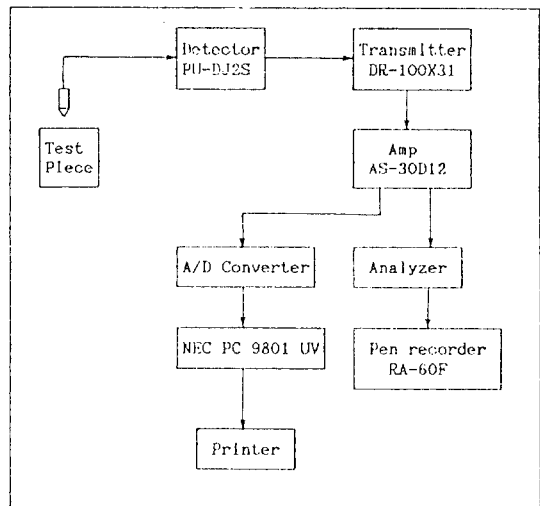 Detector
PU-DJ2S
Transmitter
DR-100X31
Test
Piece
Amp
AS-30D12
A/D Converter
Analyzer
NEC PC 9801 UV
Pen recorder
RA-60F
Printer